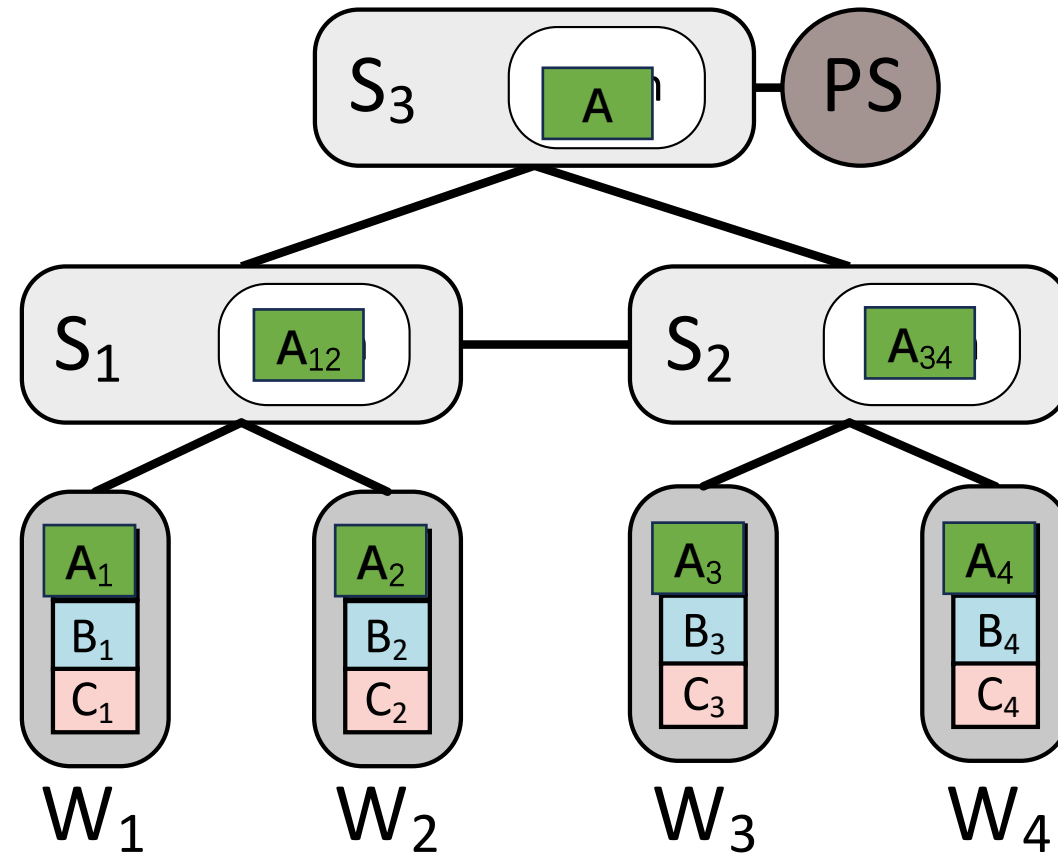 S₃ A PS
S₁ A₁₂ S₂ A₃₄
A₁ A₂ A₃ A₄
B₁ B₂ B₃ B₄
C₁ C₂ C₃ C₄
W₁ W₂ W₃ W₄